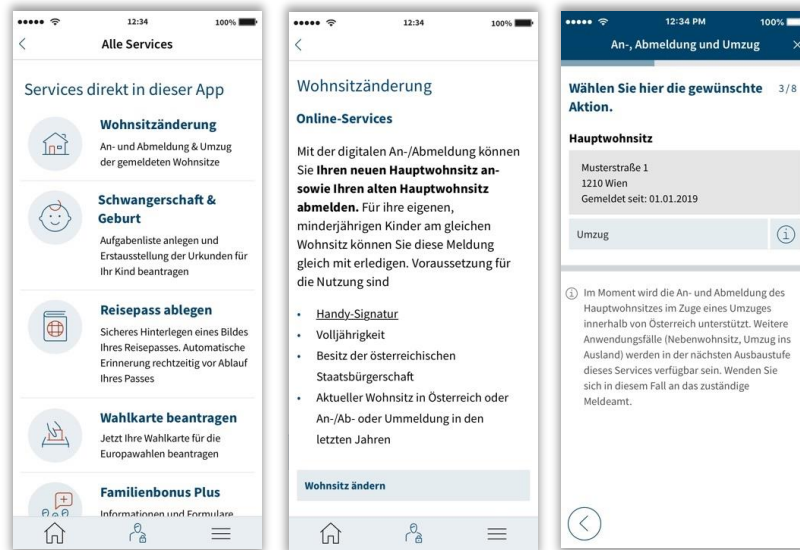 12:34
100%
Alle Services
Services direkt in dieser App
Wohnsitzänderung
An- und Abmeldung & Umzug
der gemeldeten Wohnsitze
Schwangerschaft &
Geburt
Aufgabenliste anlegen und
Erstausstellung der Urkunden für
Ihr Kind beantragen
Reisepass ablegen
Sicheres Hinterlegen eines Bildes
Ihres Reisepasses. Automatische
Erinnerung rechtzeitig vor Ablauf
Ihres Passes
Wahlkarte beantragen
Jetzt Ihre Wahlkarte für die
Europawahlen beantragen
Familienbonus Plus
Informationen und Formulare
12:34
100%
Wohnsitzänderung
Online-Services
Mit der digitalen An-/Abmeldung können
Sie Ihren neuen Hauptwohnsitz an-
sowie Ihren alten Hauptwohnsitz
abmelden. Für ihre eigenen,
minderjährigen Kinder am gleichen
Wohnsitz können Sie diese Meldung
gleich mit erledigen. Voraussetzung für
die Nutzung sind
• Handy-Signatur
• Volljährigkeit
• Besitz der österreichischen
Staatsbürgerschaft
• Aktueller Wohnsitz in Österreich oder
An-/Ab- oder Ummeldung in den
letzten Jahren
Wohnsitz ändern
12:34 PM
100%
An-, Abmeldung und Umzug
Wählen Sie hier die gewünschte 3/8
Aktion.
Hauptwohnsitz
Musterstraße 1
1210 Wien
Gemeldet seit: 01.01.2019
Umzug
Im Moment wird die An- und Abmeldung des
Hauptwohnsitzes im Zuge eines Umzuges
innerhalb von Österreich unterstützt. Weitere
Anwendungsfälle (Nebenwohnsitz, Umzug ins
Ausland) werden in der nächsten Ausbaustufe
dieses Services verfügbar sein. Wenden Sie
sich in diesem Fall an das zuständige
Meldeamt.